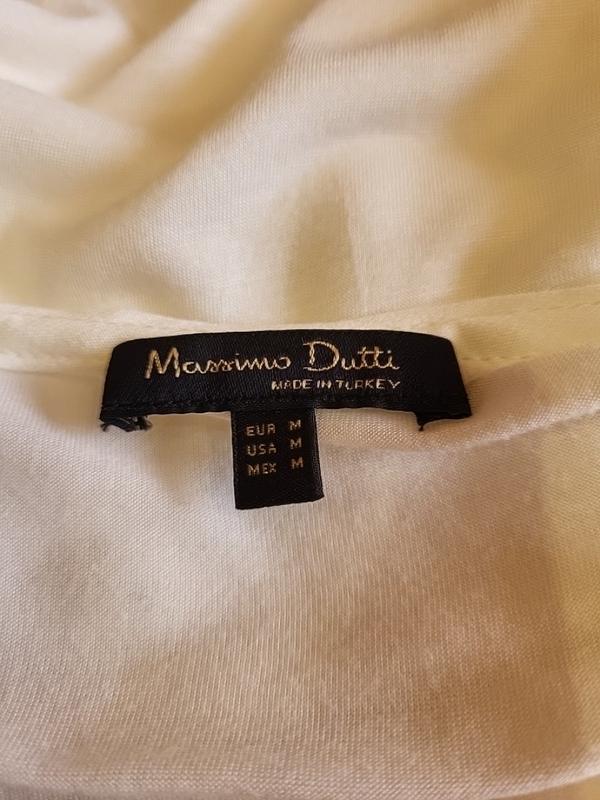 Massimo Dutti
MADE IN TURKEY
EUR M
USA M
MEX M